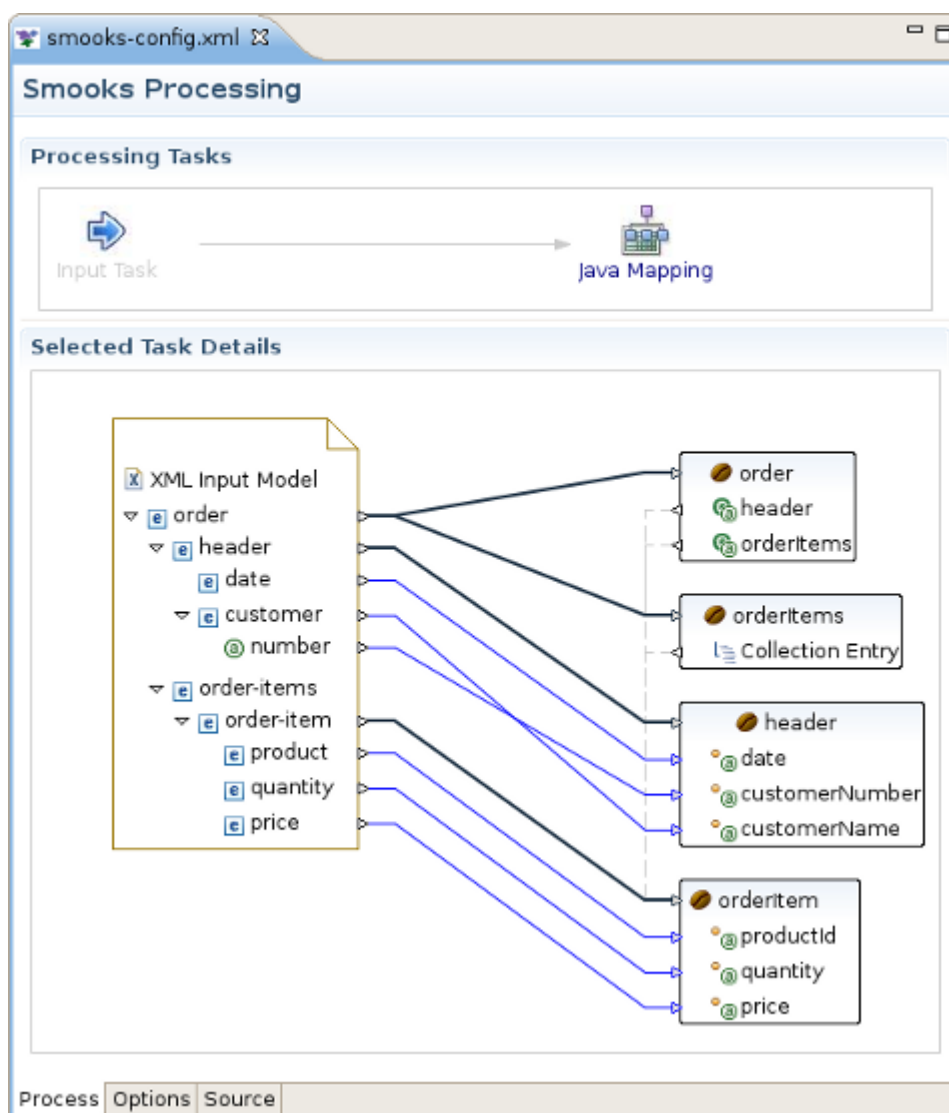 smooks-config.xml
Smooks Processing
Processing Tasks
Input Task
Java Mapping
Selected Task Details
XML Input Model
order
header
date
customer
number
order-items
order-item
product
quantity
price
order
header
orderItems
orderItems
Collection Entry
header
date
customerNumber
customerName
orderItem
productId
quantity
price
Process Options Source